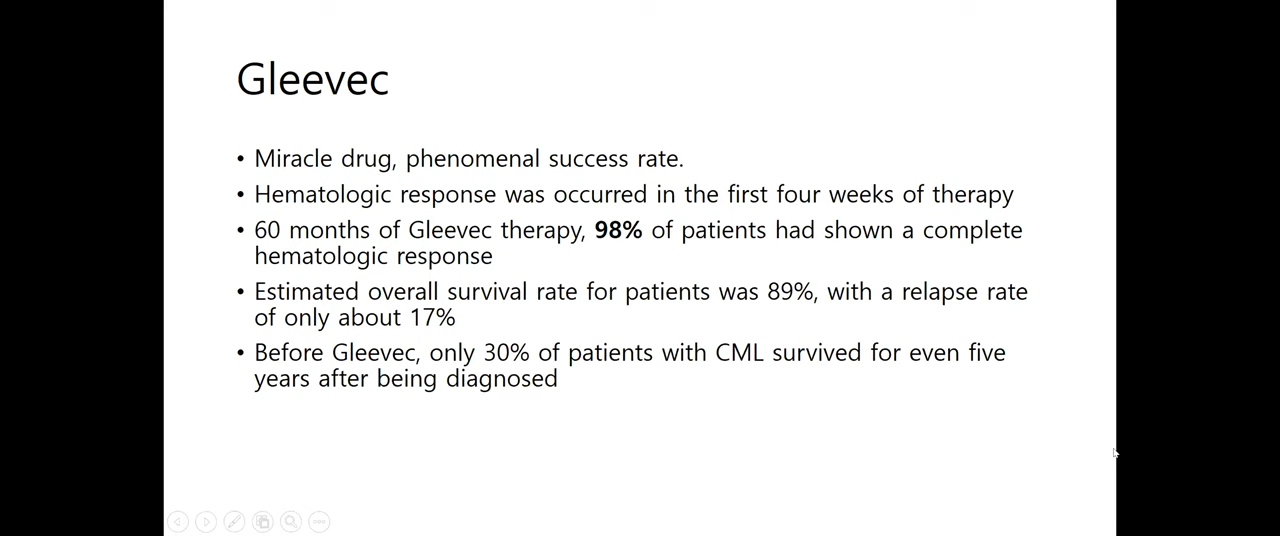 Gleevec
• Miracle drug, phenomenal success rate.
• Hematologic response was occurred in the first four weeks of therapy
• 60 months of Gleevec therapy, 98% of patients had shown a complete
hematologic response
• Estimated overall survival rate for patients was 89%, with a relapse rate
of only about 17%
• Before Gleevec, only 30% of patients with CML survived for even five
years after being diagnosed